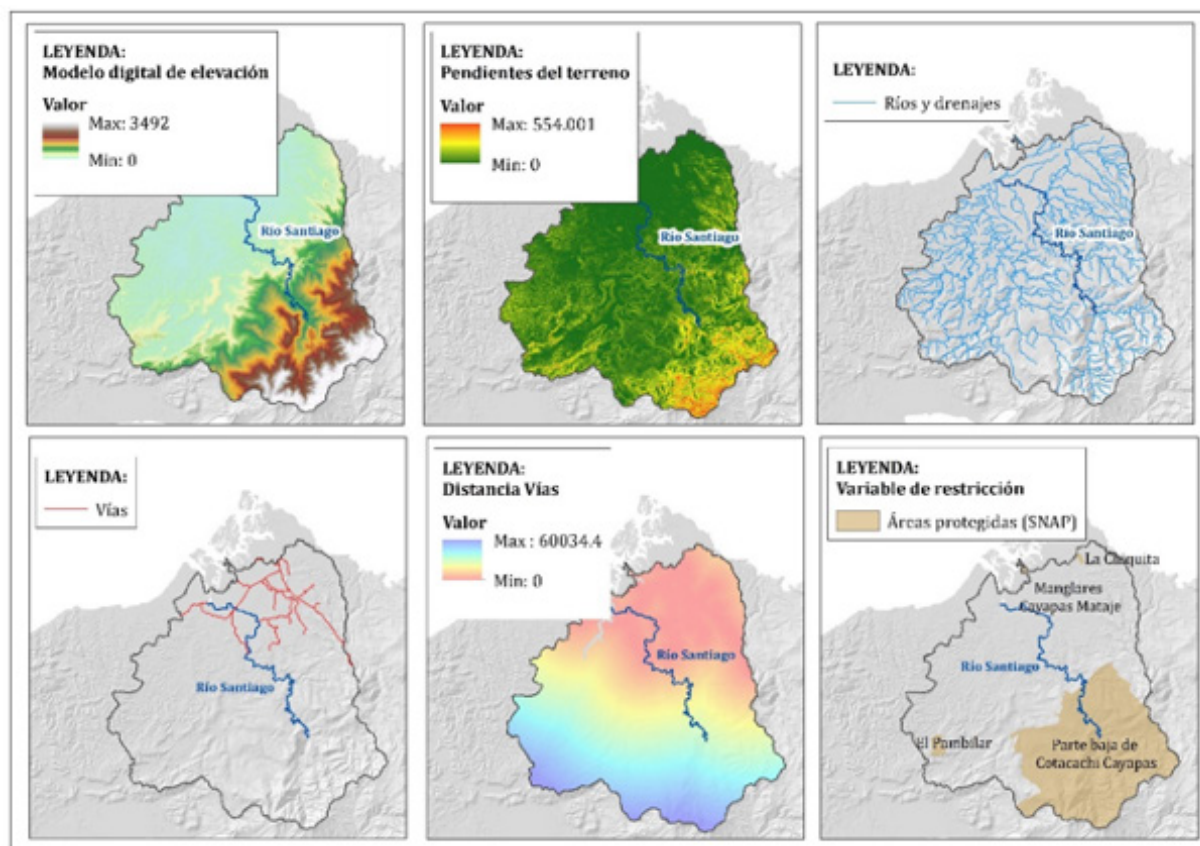 LEYENDA:
Modelo digital de elevación
Valor
Max: 3492
Min: 0
Río Santiago
LEYENDA:
Pendientes del terreno
Valor
Max: 554.001
Min: 0
Río Santiago
LEYENDA:
Ríos y drenajes
Río Santiago
LEYENDA:
Vías
Río Santiago
LEYENDA:
Distancia Vías
Valor
Max : 60034.4
Min: 0
Río Santiago
LEYENDA:
Variable de restricción
Áreas protegidas (SNAP)
La Chiquita
Manglares
Cayapas Mataje
Río Santiago
El Pambilar
Parte baja de
Cotacachi Cayapas